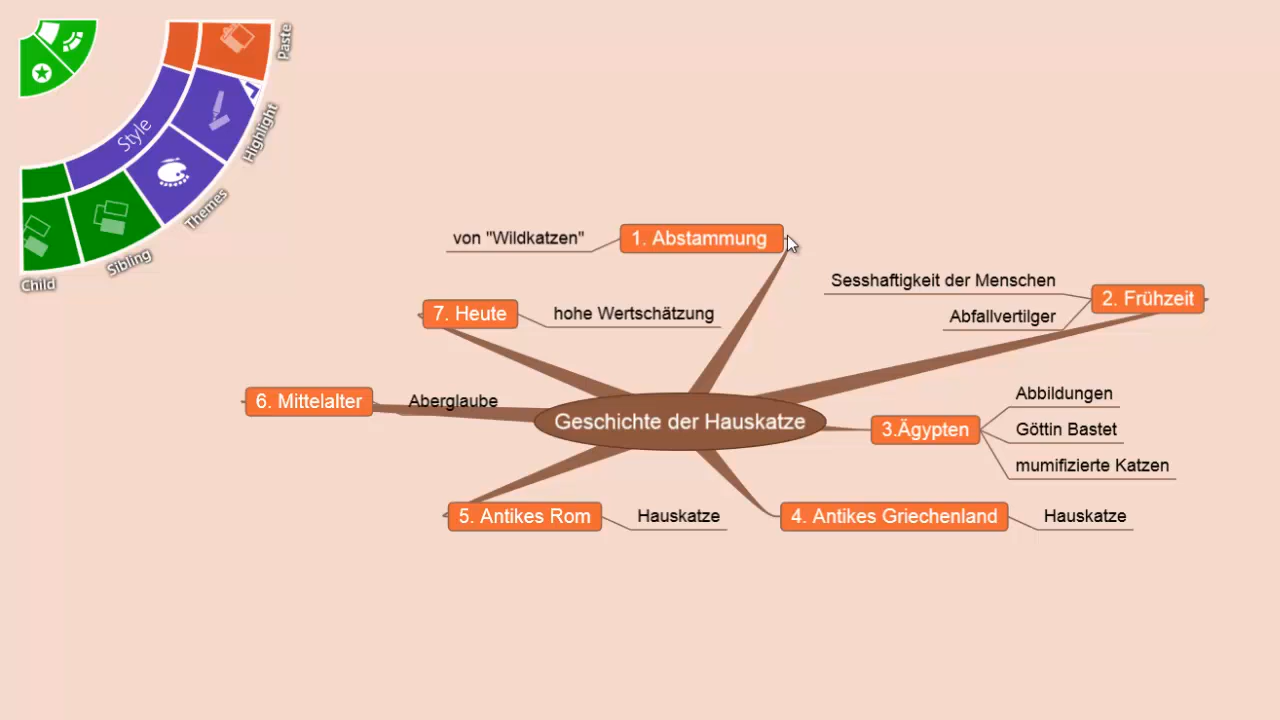 Paste
Highlight
Style
Themes
Sibling
Child
von "Wildkatzen"
1. Abstammung
Sesshaftigkeit der Menschen
2. Frühzeit
Abfallvertilger
7. Heute
hohe Wertschätzung
6. Mittelalter
Aberglaube
Geschichte der Hauskatze
3.Ägypten
Abbildungen
Göttin Bastet
mumifizierte Katzen
5. Antikes Rom
Hauskatze
4. Antikes Griechenland
Hauskatze